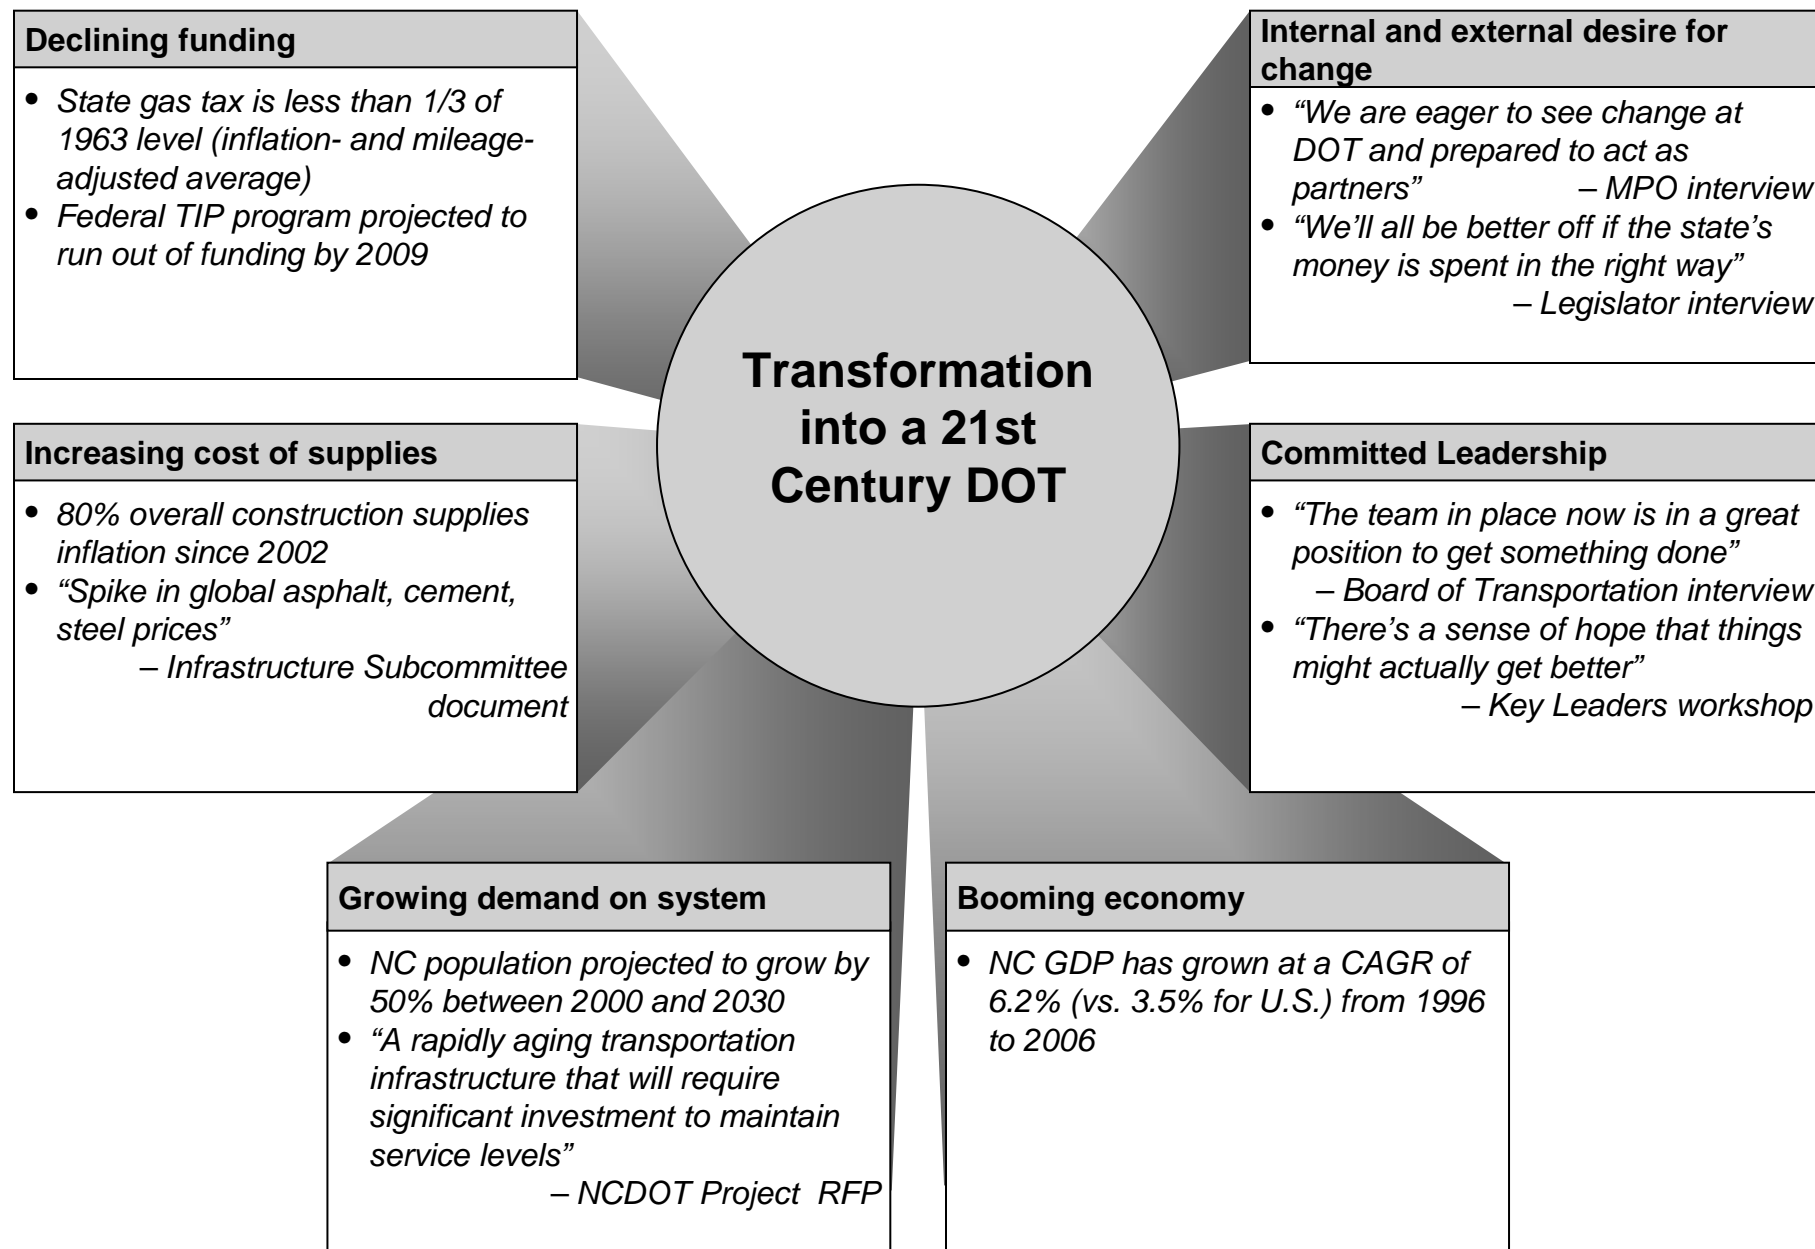 Declining funding
• State gas tax is less than 1/3 of
1963 level (inflation- and mileage-
adjusted average)
• Federal TIP program projected to
run out of funding by 2009
Internal and external desire for
change
• “We are eager to see change at
DOT and prepared to act as
partners” – MPO interview
• “We’ll all be better off if the state’s
money is spent in the right way”
– Legislator interview
Transformation
into a 21st
Century DOT
Increasing cost of supplies
• 80% overall construction supplies
inflation since 2002
• “Spike in global asphalt, cement,
steel prices”
– Infrastructure Subcommittee
document
Committed Leadership
• “The team in place now is in a great
position to get something done”
– Board of Transportation interview
• “There’s a sense of hope that things
might actually get better”
– Key Leaders workshop
Growing demand on system
• NC population projected to grow by
50% between 2000 and 2030
• “A rapidly aging transportation
infrastructure that will require
significant investment to maintain
service levels”
– NCDOT Project RFP
Booming economy
• NC GDP has grown at a CAGR of
6.2% (vs. 3.5% for U.S.) from 1996
to 2006